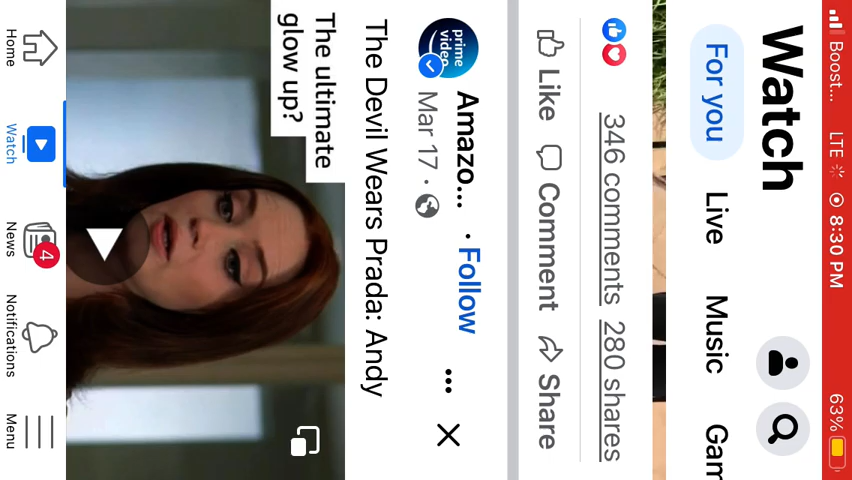 Boost... LTE 8:30 PM 63%
Watch
For you Live Music Gam
346 comments 280 shares
Like Comment Share
prime video
Amazo... · Follow
Mar 17 ·
The Devil Wears Prada: Andy
The ultimate
glow up?
4
Home Watch News Notifications Menu